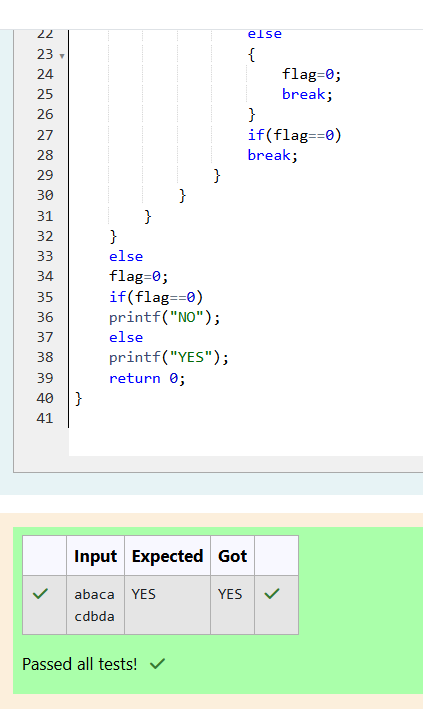 22 else
23 {
24 flag=0;
25 break;
26 }
27 if(flag==0)
28 break;
29 }
30 }
31 }
32 }
33 else
34 flag=0;
35 if(flag==0)
36 printf("NO");
37 else
38 printf("YES");
39 return 0;
40 }
41
Input Expected Got
abaca YES YES
cdbda
Passed all tests!